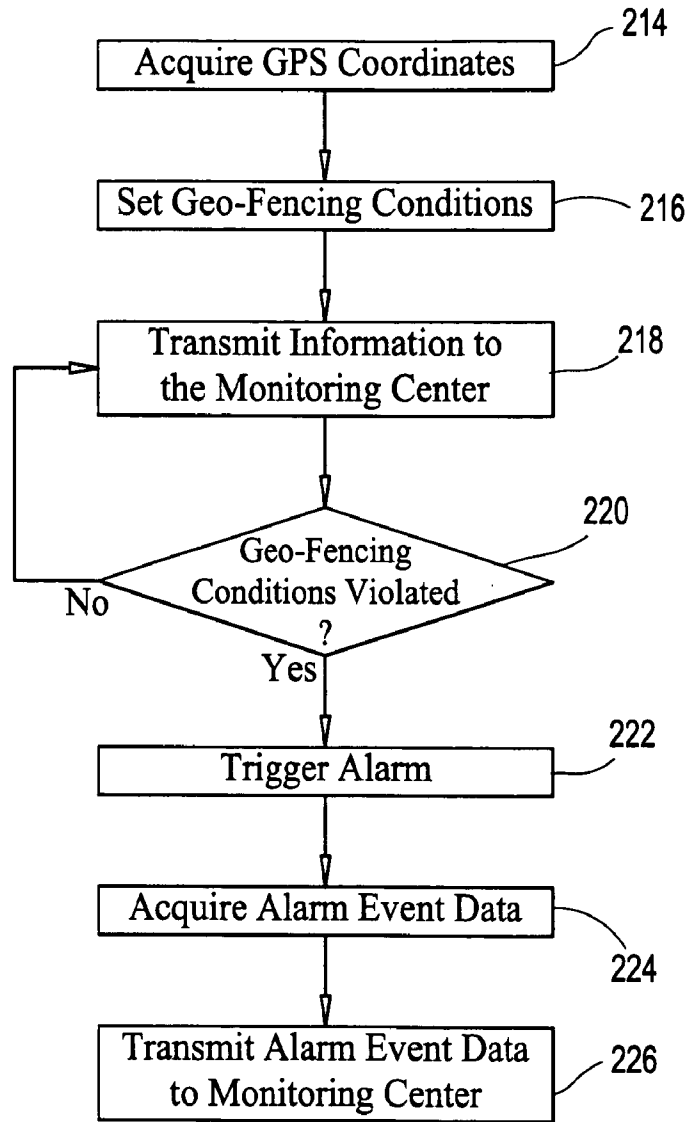 214
Acquire GPS Coordinates
Set Geo-Fencing Conditions
216
Transmit Information to
the Monitoring Center
218
220
Geo-Fencing
Conditions Violated
?
No
Yes
222
Trigger Alarm
Acquire Alarm Event Data
224
Transmit Alarm Event Data
to Monitoring Center
226